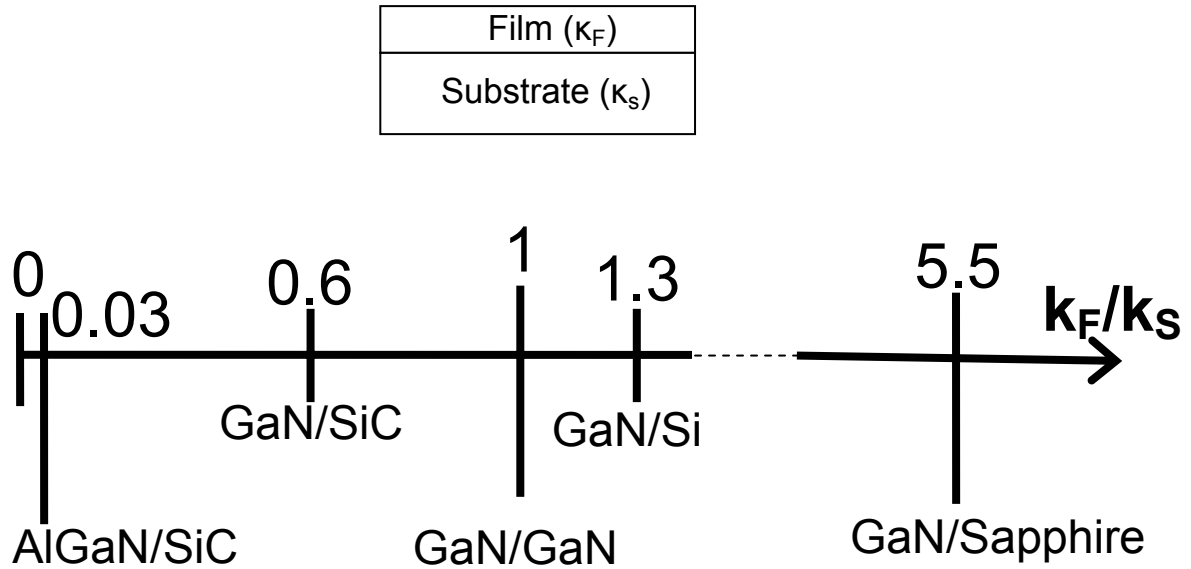 Film (κF)
Substrate (κs)
0
0.03
0.6
1
1.3
5.5
kF/kS
GaN/SiC
GaN/Si
AlGaN/SiC
GaN/GaN
GaN/Sapphire